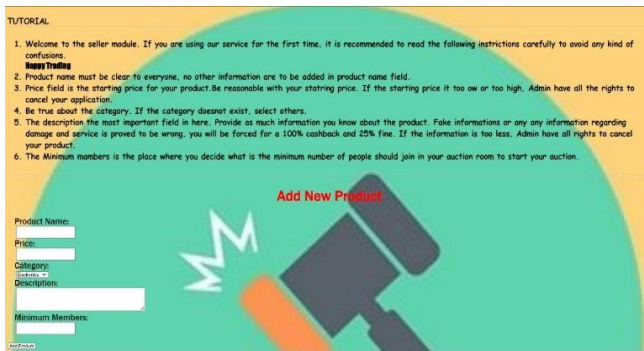 TUTORIAL
1. Welcome to the seller module. If you are using our service for the first time, it is recommended to read the following instructions carefully to avoid any kind of
confusions.
Happy Trading
2. Product name must be clear to everyone, no other information are to be added in product name field.
3. Price field is the starting price for your product.Be reasonable with your statring price. If the starting price it too ow or too high, Admin have all the rights to
cancel your application.
4. Be true about the category. If the category doesnot exist, select others.
5. The description the most important field in here. Provide as much information you know about the product. Fake informations or any any information regarding
damage and service is proved to be wrong, you will be forced for a 100% cashback and 25% fine. If the information is too less, Admin have all rights to cancel
your product.
6. The Minimum mambers is the place where you decide what is the minimum number of people should join in your auction room to start your auction.
Add New Product
Product Name:
Price:
Category:
Electronics
Description:
Minimum Members:
Add Product